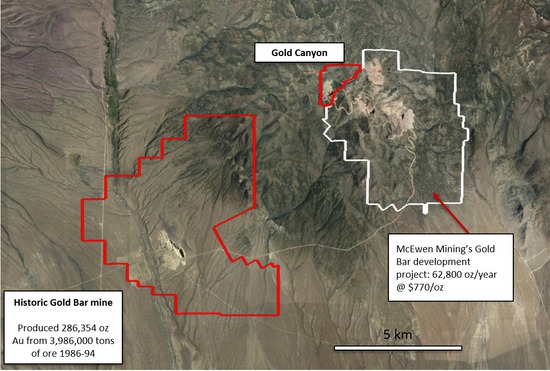 Gold Canyon
McEwen Mining's Gold
Bar development
project: 62,800 oz/year
@ $770/oz
Historic Gold Bar mine
Produced 286,354 oz
Au from 3,986,000 tons
of ore 1986-94
5 km